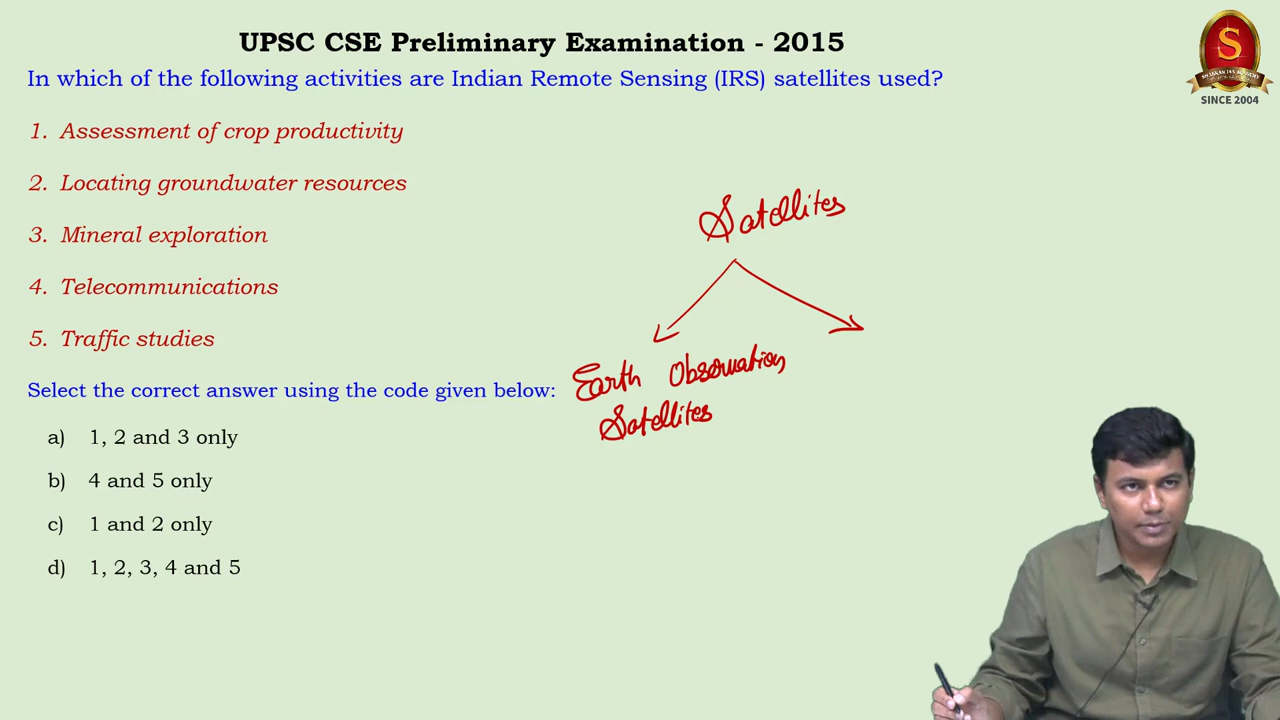 UPSC CSE Preliminary Examination - 2015
In which of the following activities are Indian Remote Sensing (IRS) satellites used?
1. Assessment of crop productivity
2. Locating groundwater resources
3. Mineral exploration
4. Telecommunications
5. Traffic studies
Select the correct answer using the code given below:
a) 1, 2 and 3 only
b) 4 and 5 only
c) 1 and 2 only
d) 1, 2, 3, 4 and 5
Satellites
Earth Observation
Satellites
S
SINCE 2004